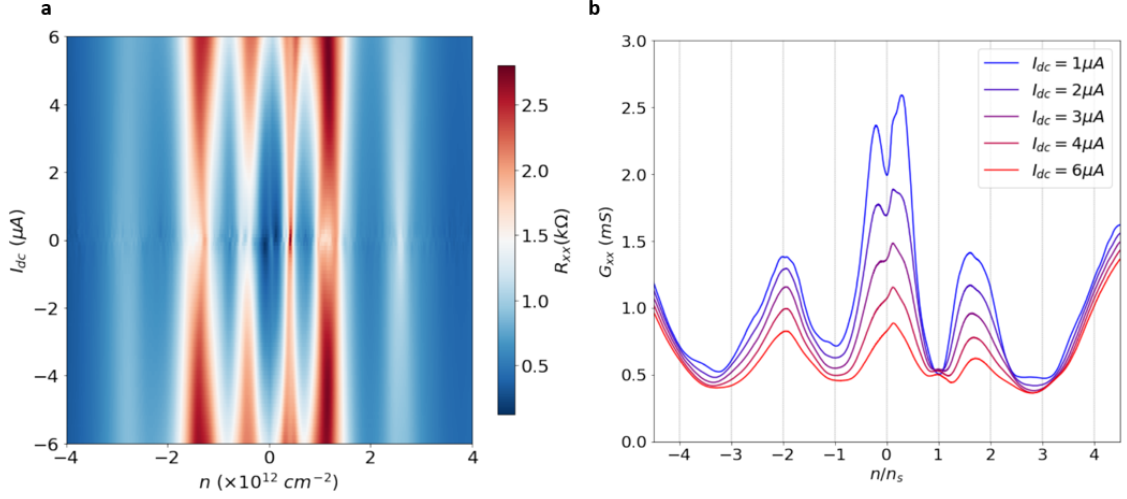 a
6
4
2
0
−2
−4
−6
I_dc (μA)
−4
−2
0
2
4
n (×10^12 cm^−2)
2.5
2.0
1.5
1.0
0.5
R_xx(kΩ)
b
3.0
2.5
2.0
1.5
1.0
0.5
0.0
G_xx (mS)
−4
−3
−2
−1
0
1
2
3
4
n/n_s
I_dc = 1μA
I_dc = 2μA
I_dc = 3μA
I_dc = 4μA
I_dc = 6μA